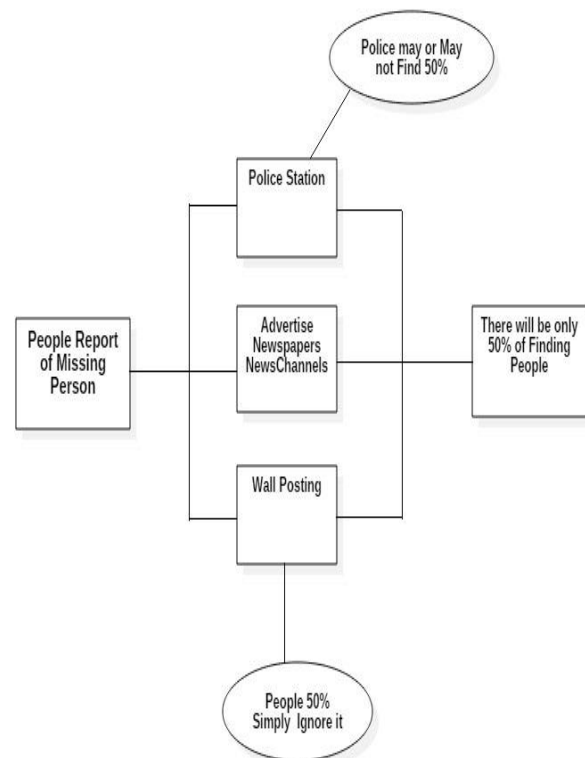 Police may or May
not Find 50%
Police Station
People Report
of Missing
Person
Advertise
Newspapers
NewsChannels
There will be only
50% of Finding
People
Wall Posting
People 50%
Simply Ignore it